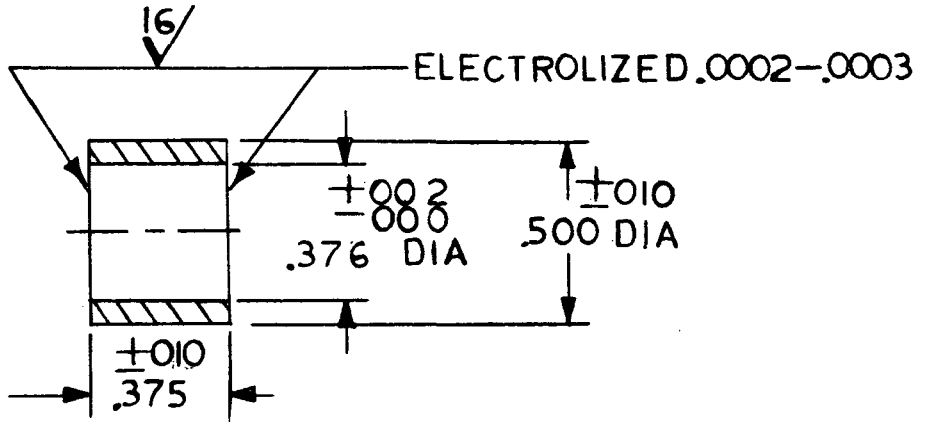 16
ELECTROLIZED .0002-.0003
+.002
-.000
.376 DIA
±.010
.500 DIA
±.010
.375